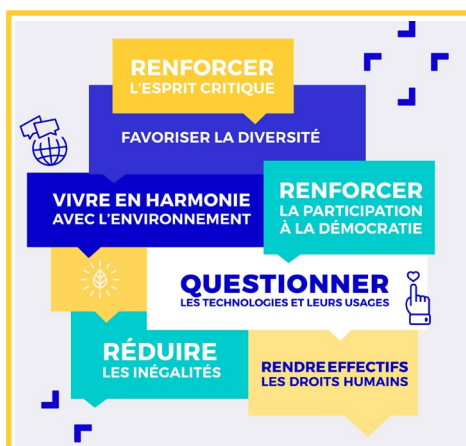 RENFORCER
L'ESPRIT CRITIQUE
FAVORISER LA DIVERSITÉ
VIVRE EN HARMONIE
AVEC L'ENVIRONNEMENT
RENFORCER
LA PARTICIPATION
À LA DÉMOCRATIE
QUESTIONNER
LES TECHNOLOGIES ET LEURS USAGES
RÉDUIRE
LES INÉGALITÉS
RENDRE EFFECTIFS
LES DROITS HUMAINS